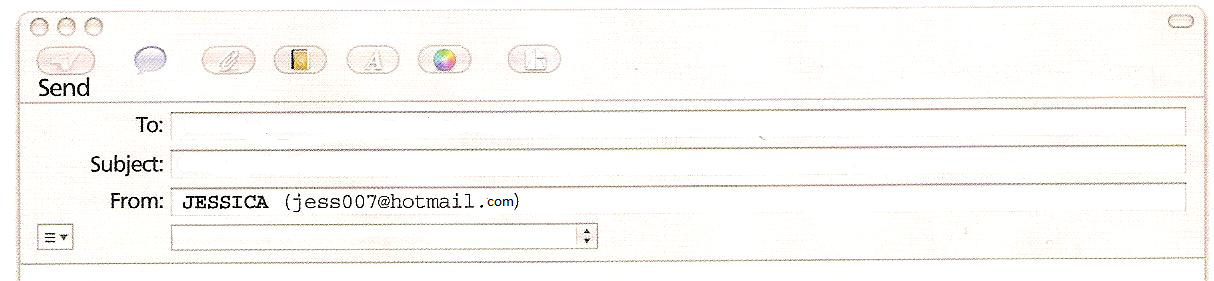 Send
To:
Subject:
From: JESSICA (jess007@hotmail.com)